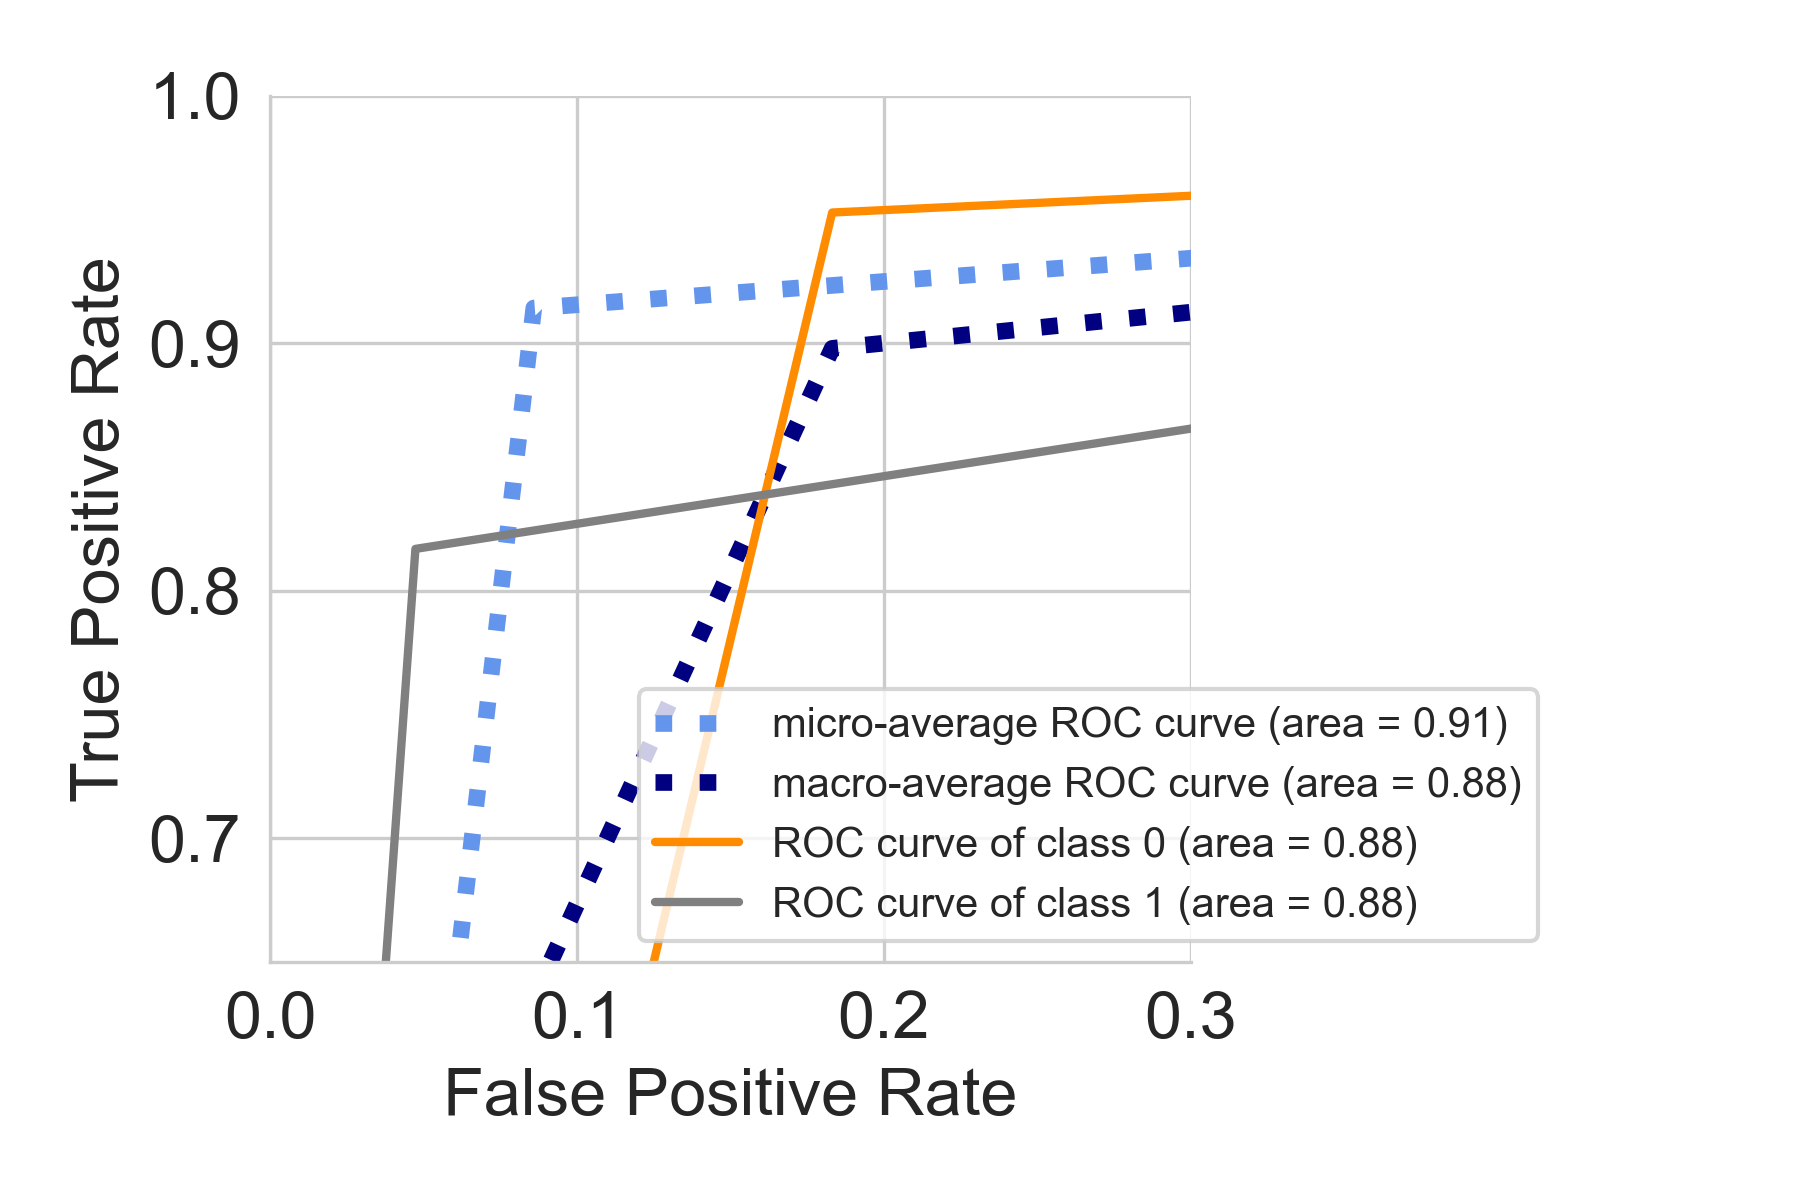 1.0
0.9
0.8
0.7
True Positive Rate
micro-average ROC curve (area = 0.91)
macro-average ROC curve (area = 0.88)
ROC curve of class 0 (area = 0.88)
ROC curve of class 1 (area = 0.88)
0.0 0.1 0.2 0.3
False Positive Rate